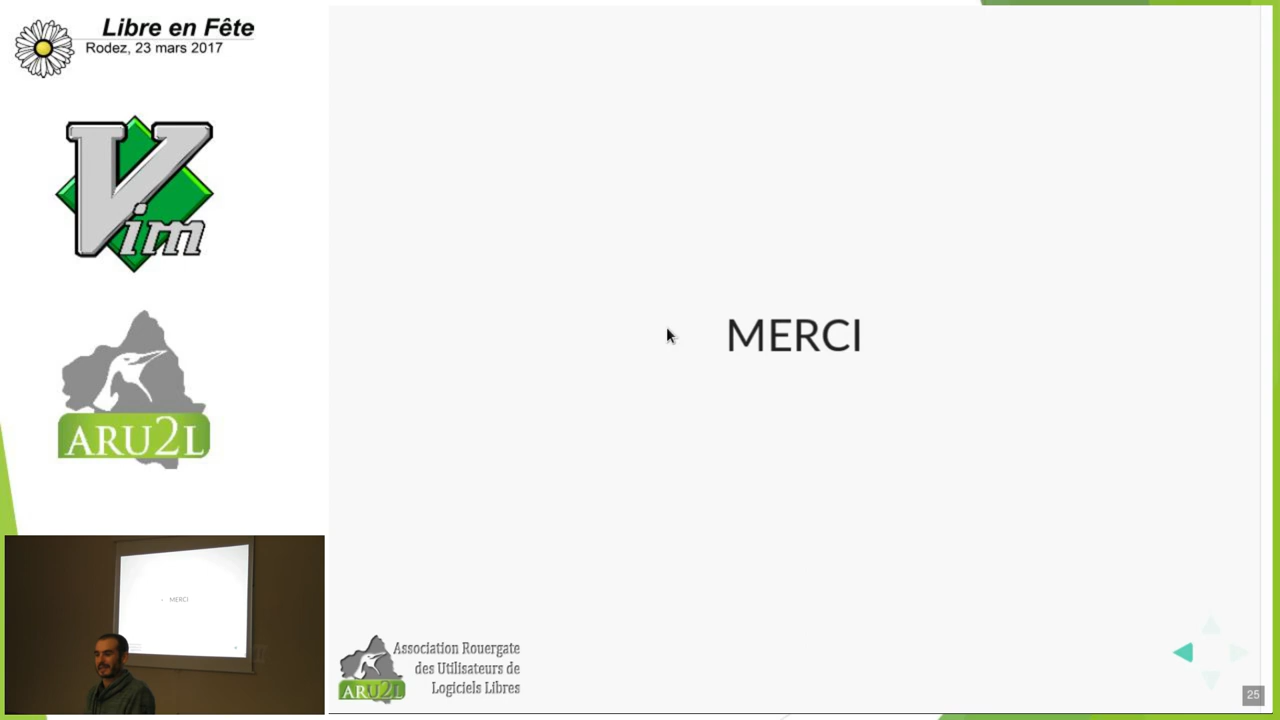 Libre en Fête
Rodez, 23 mars 2017
Vim
ARU2L
MERCI
MERCI
Association Rouergate
des Utilisateurs de
Logiciels Libres
ARU2L
25